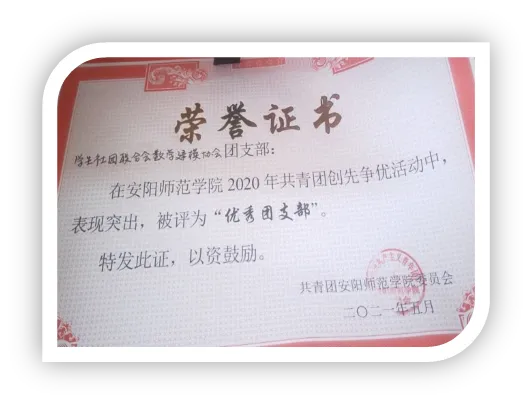 荣誉证书
学生社团联合会数学建模协会团支部：
在安阳师范学院2020年共青团创先争优活动中，
表现突出，被评为“优秀团支部”。
特发此证，以资鼓励。
共青团安阳师范学院委员会
二〇二一年五月